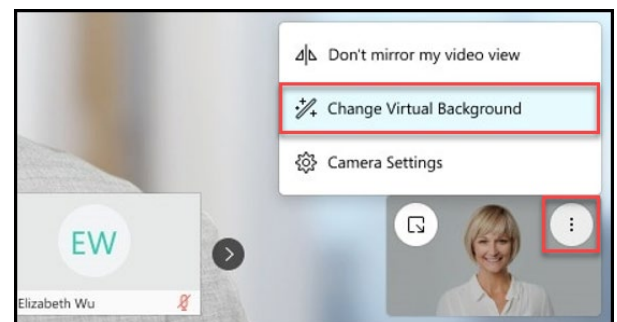 Don't mirror my video view
Change Virtual Background
Camera Settings
EW
Elizabeth Wu